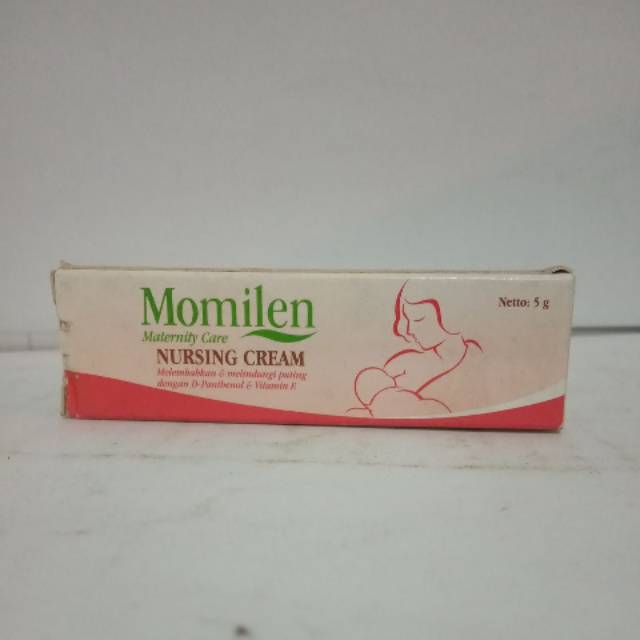 Momilen
Maternity Care
NURSING CREAM
Melembabkan & melindungi puting
dengan D-Panthenol & Vitamin E
Netto: 5 g